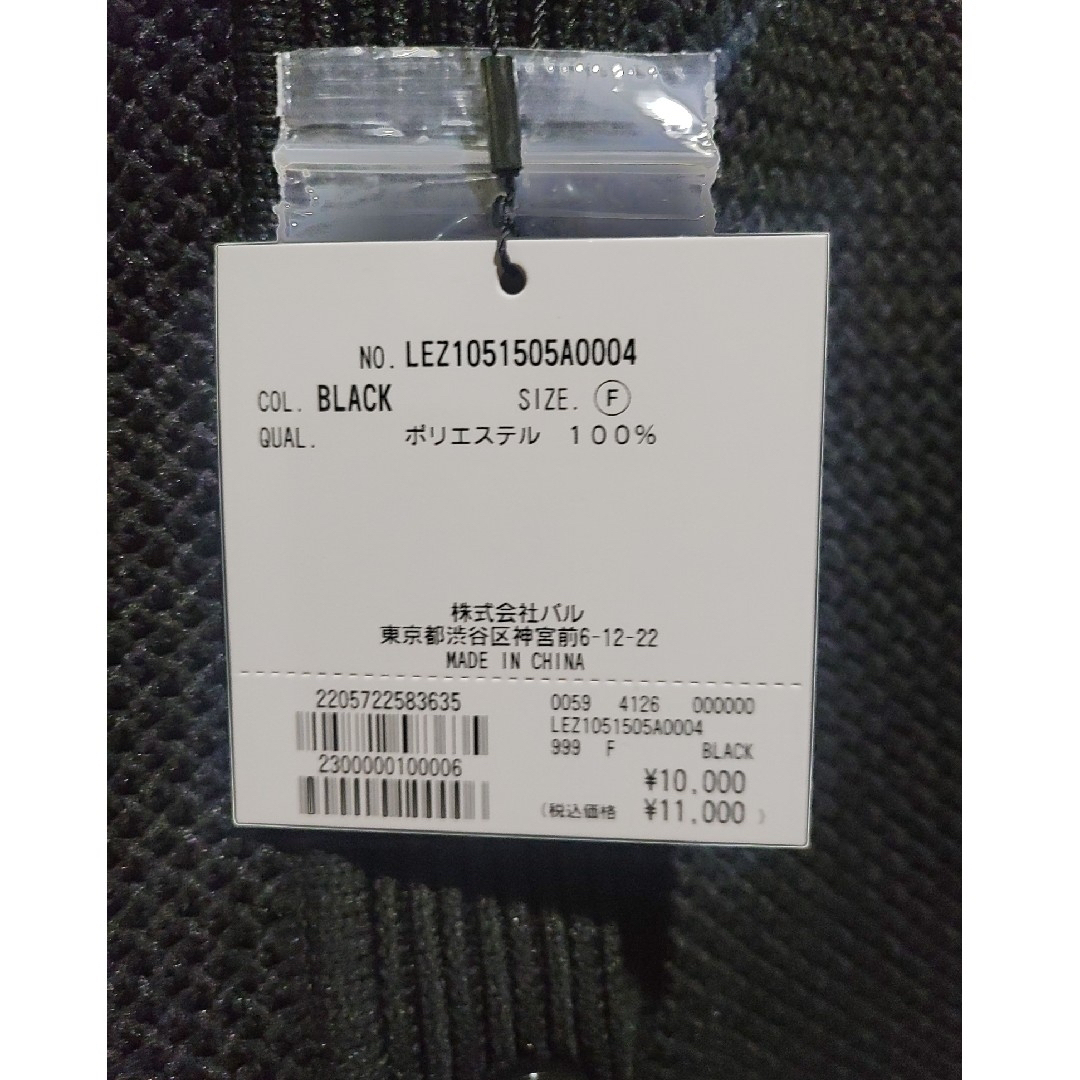 NO. LEZ1051505A0004
COL. BLACK SIZE. Ⓕ
QUAL. ポリエステル 100%
株式会社バル
東京都渋谷区神宮前6-12-22
MADE IN CHINA
2205722583635
2300000100006
0059 4126 000000
LEZ1051505A0004
999 F BLACK
¥10,000
(税込価格 ¥11,000 )